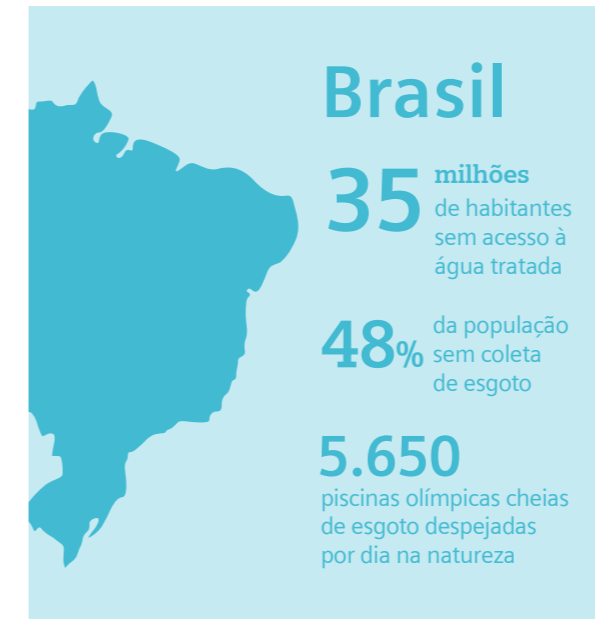 Brasil
35 milhões
de habitantes
sem acesso à
água tratada
48% da população
sem coleta
de esgoto
5.650
piscinas olímpicas cheias
de esgoto despejadas
por dia na natureza